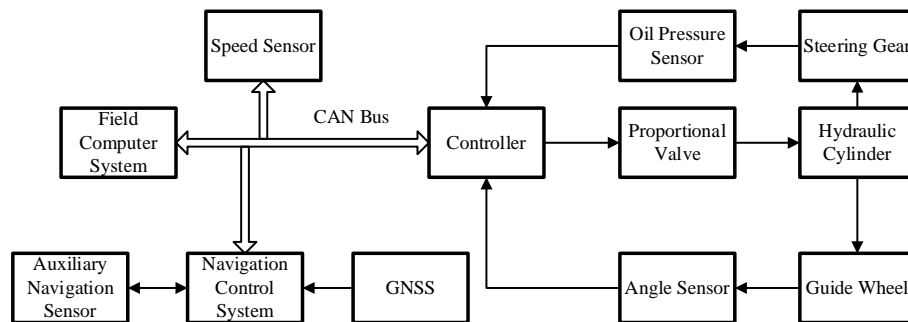 Speed Sensor
Oil Pressure
Sensor
Steering Gear
CAN Bus
Field
Computer
System
Controller
Proportional
Valve
Hydraulic
Cylinder
Auxiliary
Navigation
Sensor
Navigation
Control
System
GNSS
Angle Sensor
Guide Wheel